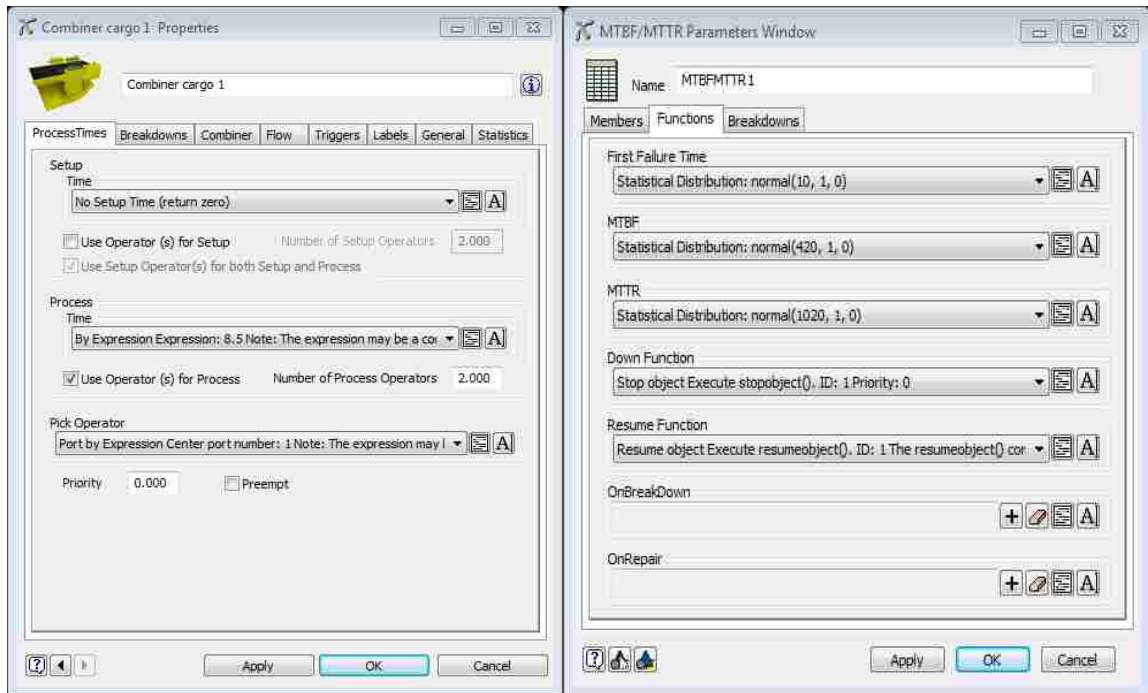 Combiner cargo 1 Properties
Combiner cargo 1
ProcessTimes Breakdowns Combiner Flow Triggers Labels General Statistics
Setup
Time
No Setup Time (return zero)
Use Operator (s) for Setup Number of Setup Operators 2.000
Use Setup Operator(s) for both Setup and Process
Process
Time
By Expression Expression: 8.5 Note: The expression may be a cor
Use Operator (s) for Process Number of Process Operators 2.000
Pick Operator
Port by Expression Center port number: 1 Note: The expression may l
Priority 0.000 Preempt
Apply OK Cancel
MTBF/MTTR Parameters Window
Name MTBFMTTR1
Members Functions Breakdowns
First Failure Time
Statistical Distribution: normal(10, 1, 0)
MTBF
Statistical Distribution: normal(420, 1, 0)
MTTR
Statistical Distribution: normal(1020, 1, 0)
Down Function
Stop object Execute stopobject(). ID: 1 Priority: 0
Resume Function
Resume object Execute resumeobject(). ID: 1 The resumeobject() cor
OnBreakDown
OnRepair
Apply OK Cancel